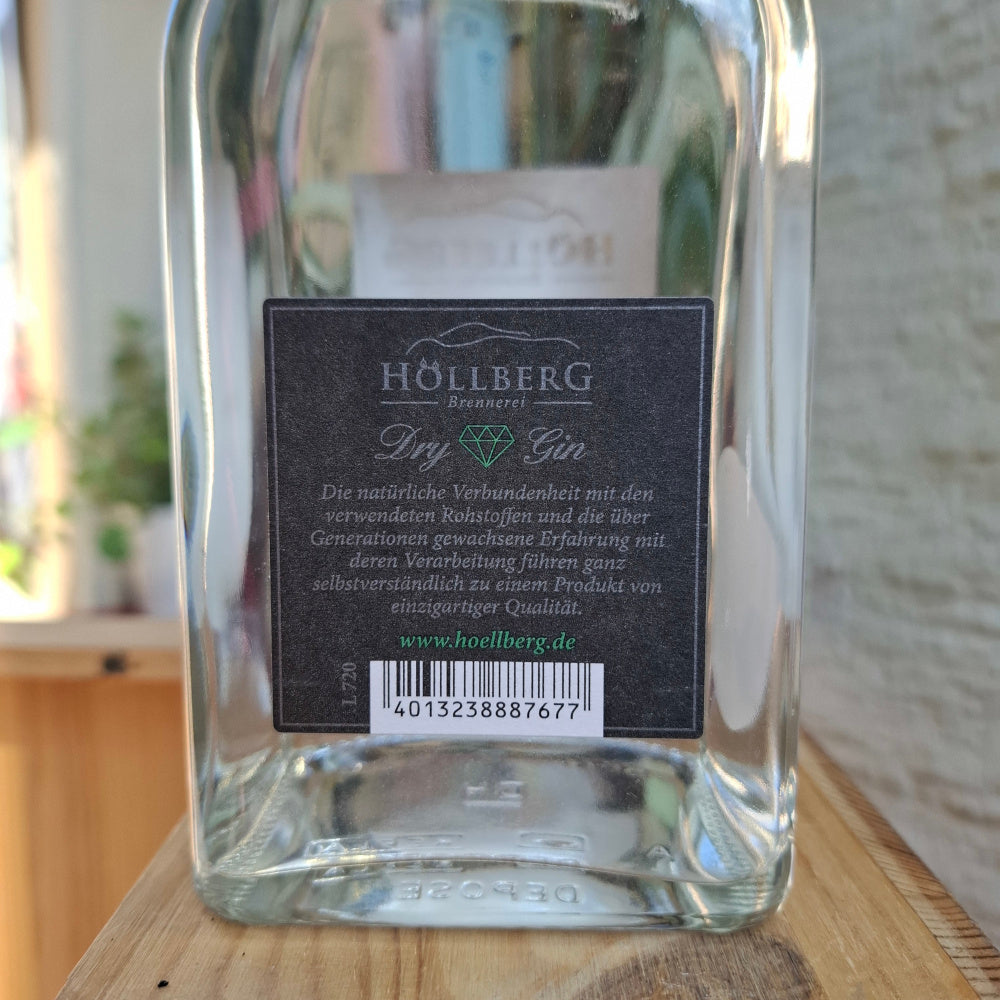 HÖLLBERG
Brennerei
Dry Gin
Die natürliche Verbundenheit mit den
verwendeten Rohstoffen und die über
Generationen gewachsene Erfahrung mit
deren Verarbeitung führen ganz
selbstverständlich zu einem Produkt von
einzigartiger Qualität.
www.hoellberg.de
L720
4013238887677
DEPOSE